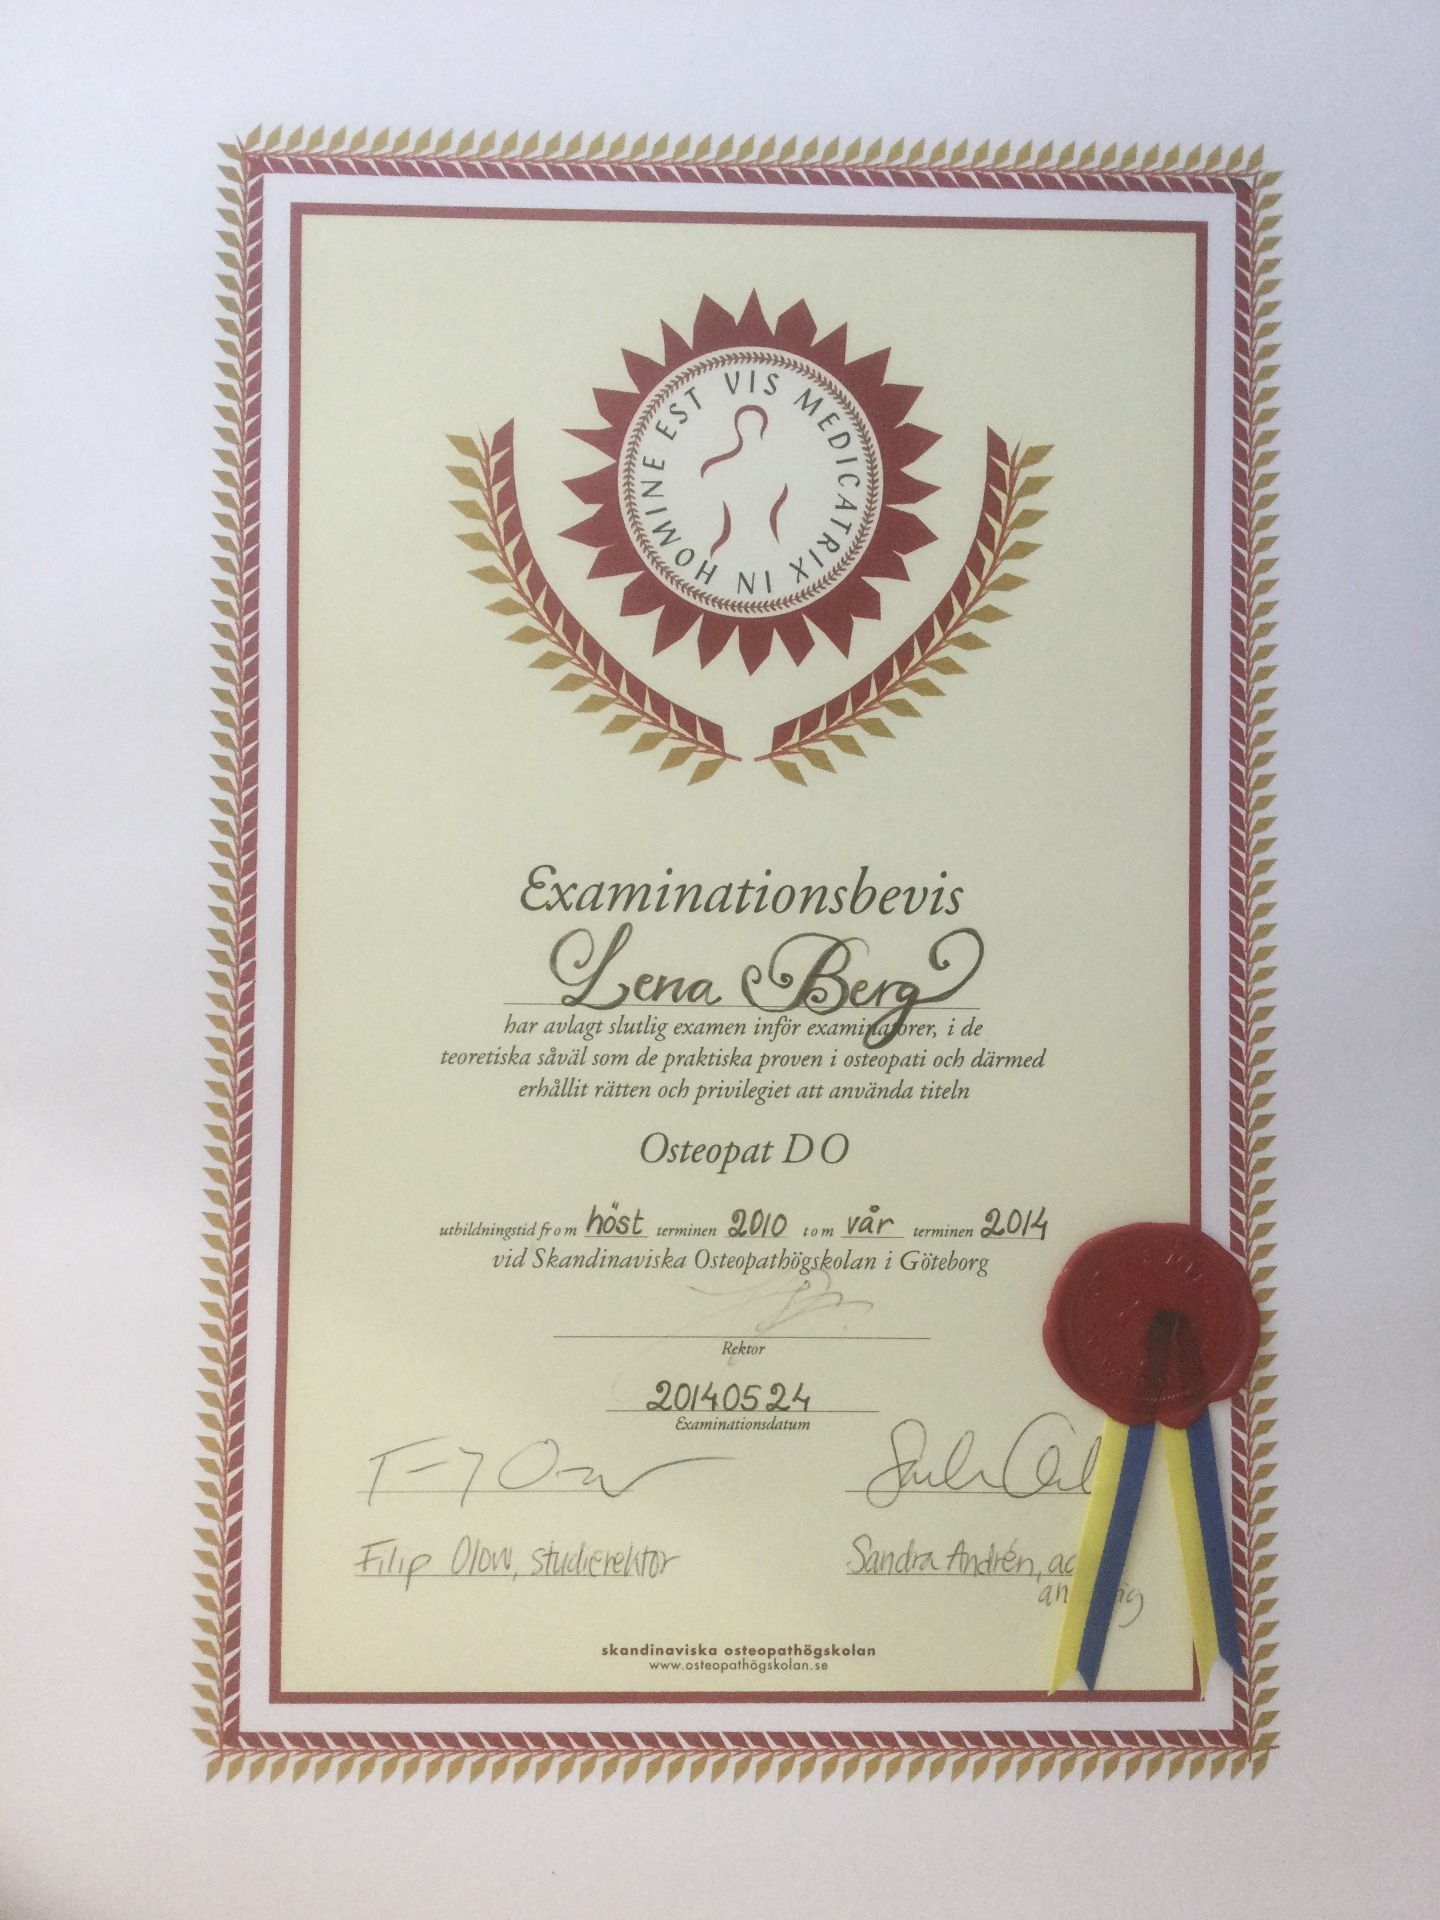 VIS MEDICATRIX IN HOMINE EST
Examinationsbevis
Lena Berg
har avlagt slutlig examen inför examinatorer, i de
teoretiska såväl som de praktiska proven i osteopati och därmed
erhållit rätten och privilegiet att använda titeln
Osteopat DO
utbildningstid from höst terminen 2010 tom vår terminen 2014
vid Skandinaviska Osteopathögskolan i Göteborg
Rektor
20140524
Examinationsdatum
Filip Olow, studierektor
Sandra Andrén,
skandinaviska osteopathögskolan
www.osteopathögskolan.se